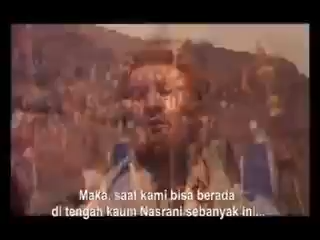 Maka, saat kami bisa berada
di tengah kaum Nasrani sebanyak ini...